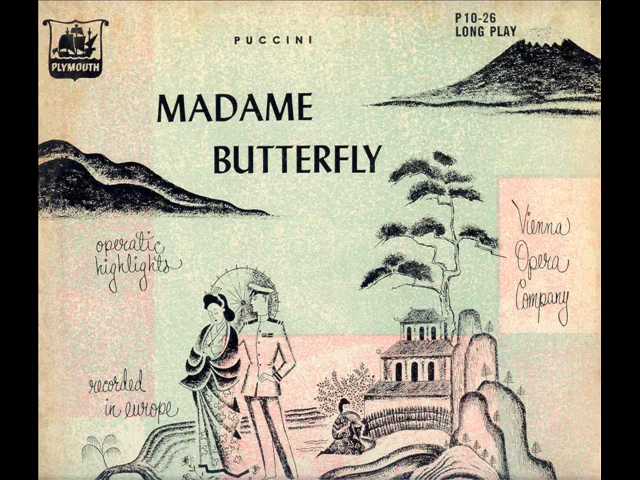 PLYMOUTH
PUCCINI
P10-26
LONG PLAY
MADAME
BUTTERFLY
operatic
highlights
Vienna
Opera
Company
recorded
in europe